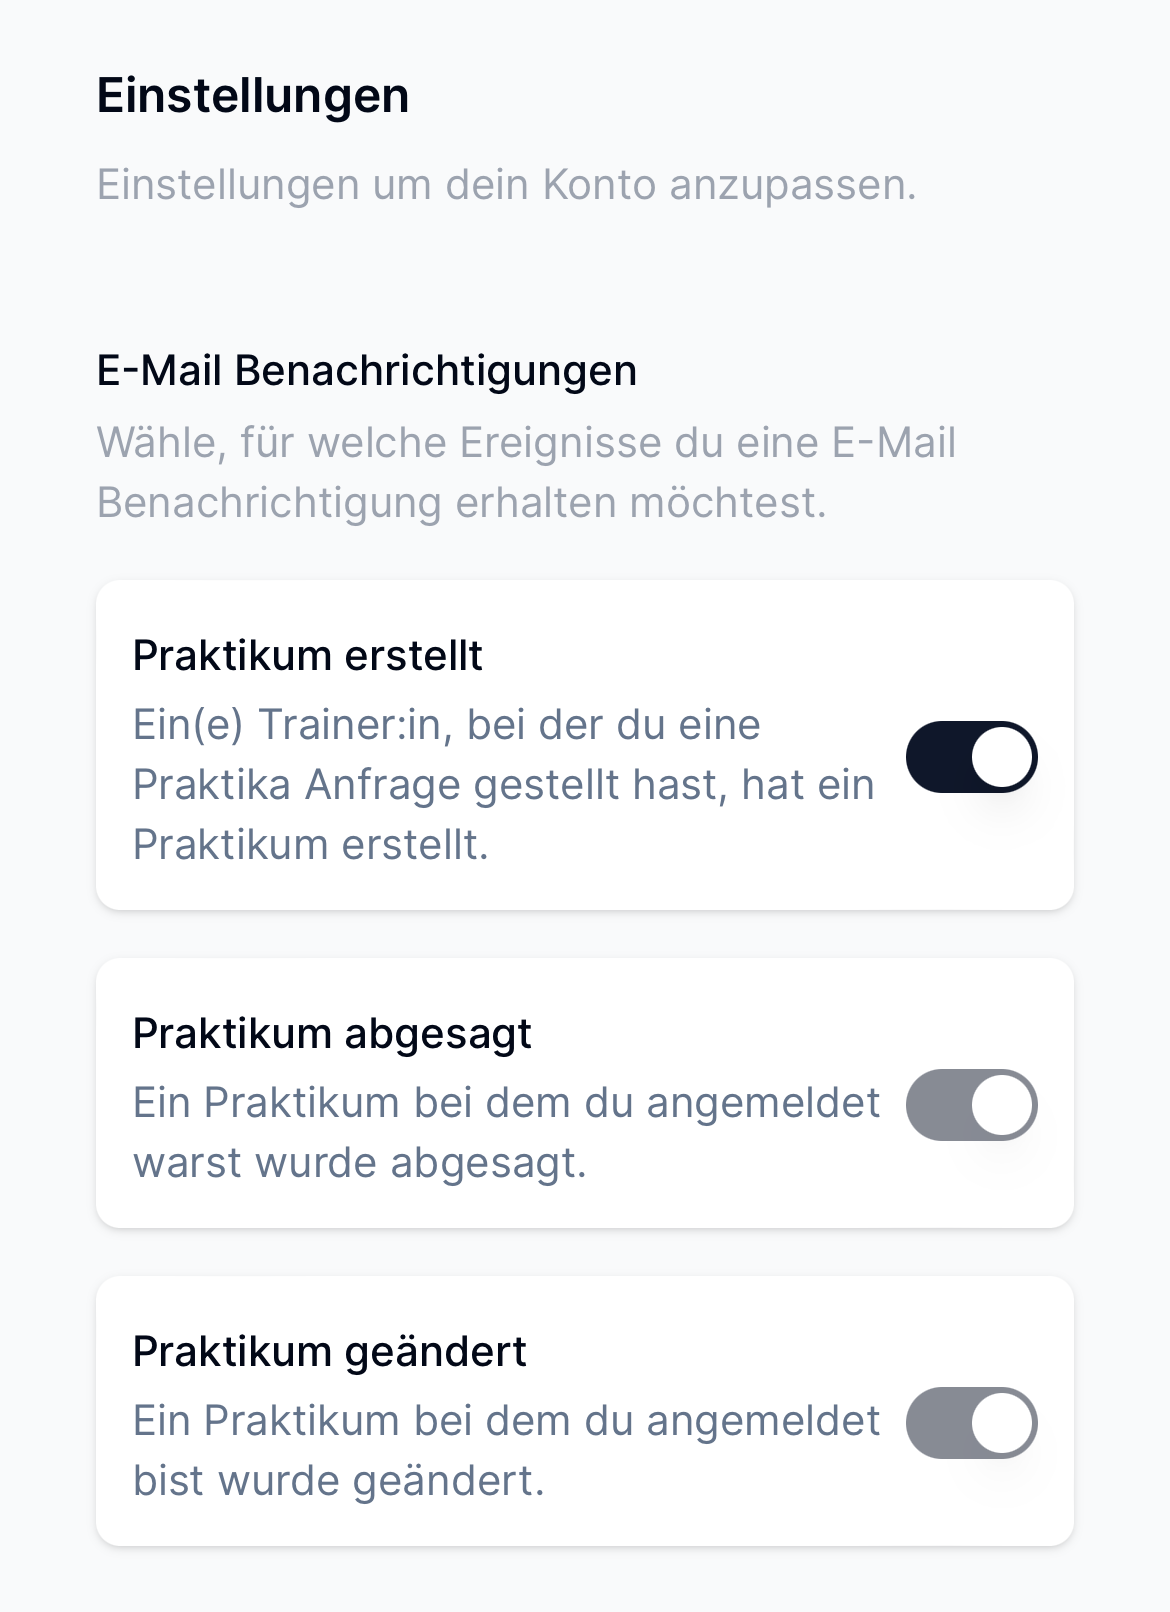 Einstellungen
Einstellungen um dein Konto anzupassen.
E-Mail Benachrichtigungen
Wähle, für welche Ereignisse du eine E-Mail
Benachrichtigung erhalten möchtest.
Praktikum erstellt
Ein(e) Trainer:in, bei der du eine
Praktika Anfrage gestellt hast, hat ein
Praktikum erstellt.
Praktikum abgesagt
Ein Praktikum bei dem du angemeldet
warst wurde abgesagt.
Praktikum geändert
Ein Praktikum bei dem du angemeldet
bist wurde geändert.